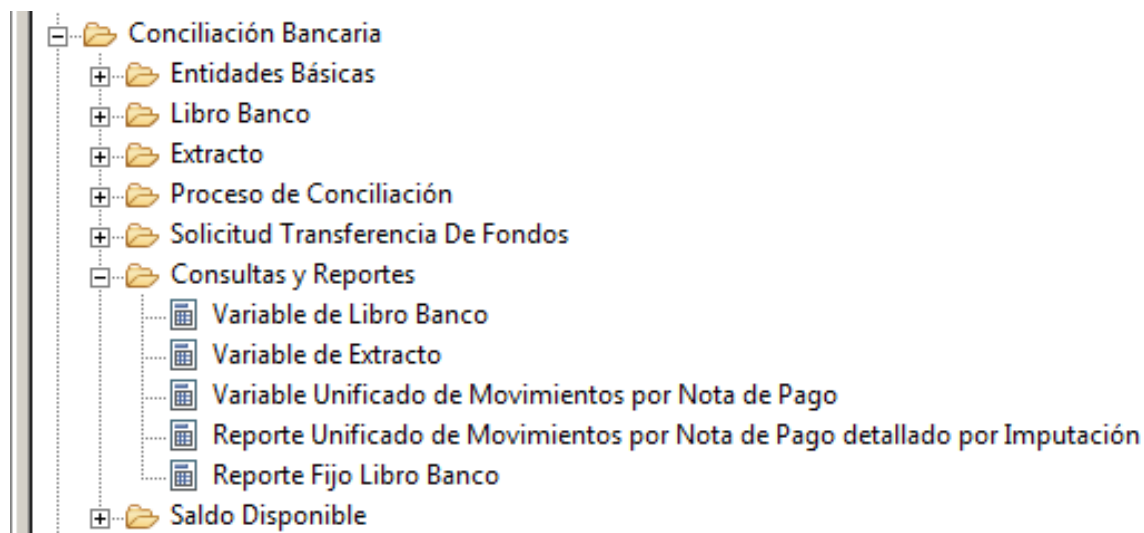 Conciliación Bancaria
Entidades Básicas
Libro Banco
Extracto
Proceso de Conciliación
Solicitud Transferencia De Fondos
Consultas y Reportes
Variable de Libro Banco
Variable de Extracto
Variable Unificado de Movimientos por Nota de Pago
Reporte Unificado de Movimientos por Nota de Pago detallado por Imputación
Reporte Fijo Libro Banco
Saldo Disponible